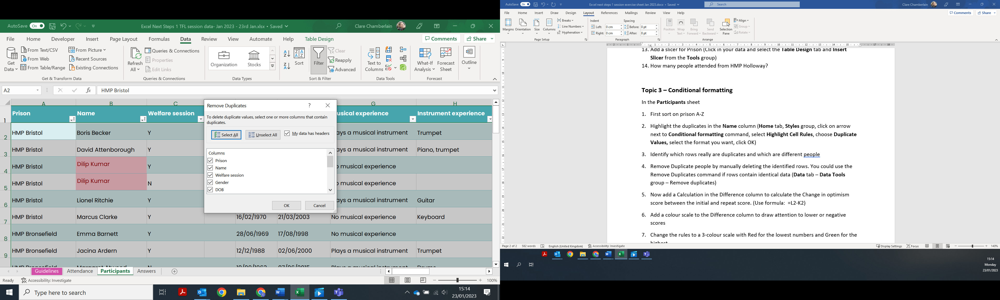 AutoSave On
Excel Next Steps 1 TFL session data- Jan 2023 - 23rd Jan.xlsx • Saved
Clare Chamberlain
File Home Developer Insert Page Layout Formulas Data Review View Automate Help Table Design
Comments Share
Get Data
From Text/CSV
From Web
From Table/Range
From Picture
Recent Sources
Existing Connections
Get & Transform Data
Refresh All
Queries & Connections
Properties
Edit Links
Queries & Connections
Organization Stocks
Data Types
Sort
Filter
Clear
Reapply
Advanced
Sort & Filter
Text to Columns
Data Tools
What-If Analysis
Forecast Sheet
Forecast
Outline
A2
fx HMP Bristol
A B C G H
1 Prison Name Welfare session usical experience Instrument experience
2 HMP Bristol Boris Becker Y ays a musical instrument Trumpet
3 HMP Bristol David Attenborough Y ays a musical instrument Piano, trumpet
4 HMP Bristol Dilip Kumar Y o musical experience
5 HMP Bristol Dilip Kumar N o musical experience
6 HMP Bristol Lionel Ritchie Y ays a musical instrument Guitar
7 HMP Bristol Marcus Clarke Y 16/02/1970 21/03/2003 No musical experience Keyboard
8 HMP Bronsefield Emma Barnett Y 28/06/1969 17/08/1998 No musical experience
9 HMP Bronsefield Jacina Ardern Y 12/12/1988 02/06/2000 Plays a musical instrument Trumpet
Remove Duplicates ?
To delete duplicate values, select one or more columns that contain
duplicates.
Select All Unselect All My data has headers
Columns
Prison
Name
Welfare session
Gender
DOB
OK Cancel
Guidelines Attendance Participants Answers
Ready Accessibility: Investigate 100%
Type here to search
15:14
23/01/2023
AutoSave On
Excel next steps 1 session exercise sheet Jan 2023.docx • Saved
Search
Clare Chamberlain
File Home Insert Draw Design Layout References Mailings Review View Help
Comments Share
Margins Orientation Size Columns
Breaks
Line Numbers
Hyphenation
Page Setup
Indent
Left: 0 cm
Right: 0 cm
Spacing
Before: 0 pt
After: 8 pt
Paragraph
Position
Wrap Text
Bring Forward
Send Backward
Selection Pane
Align
Group
Rotate
Arrange
13. Add a slicer for Prison (Click in your data and select the Table Design tab and Insert
Slicer from the Tools group)
14. How many people attended from HMP Holloway?
Topic 3 – Conditional formatting
In the Participants sheet
1. First sort on prison A-Z
2. Highlight the duplicates in the Name column (Home tab, Styles group, click on arrow
next to Conditional formatting command, select Highlight Cell Rules, choose Duplicate
Values, select the format you want, click OK)
3. Identify which rows really are duplicates and which are different people
4. Remove Duplicate people by manually deleting the identified rows. You could use the
Remove Duplicates command if rows contain identical data (Data tab – Data Tools
group – Remove duplicates)
5. Now add a Calculation in the Difference column to calculate the Change in optimism
score between the initial and repeat score. (Use formula: =L2-K2)
6. Add a colour scale to the Difference column to draw attention to lower or negative
scores
7. Change the rules to a 3-colour scale with Red for the lowest numbers and Green for the
Page 2 of 2 582 words English (United Kingdom) Accessibility: Investigate
Display Settings Focus 140%
15:14
Monday
23/01/2023